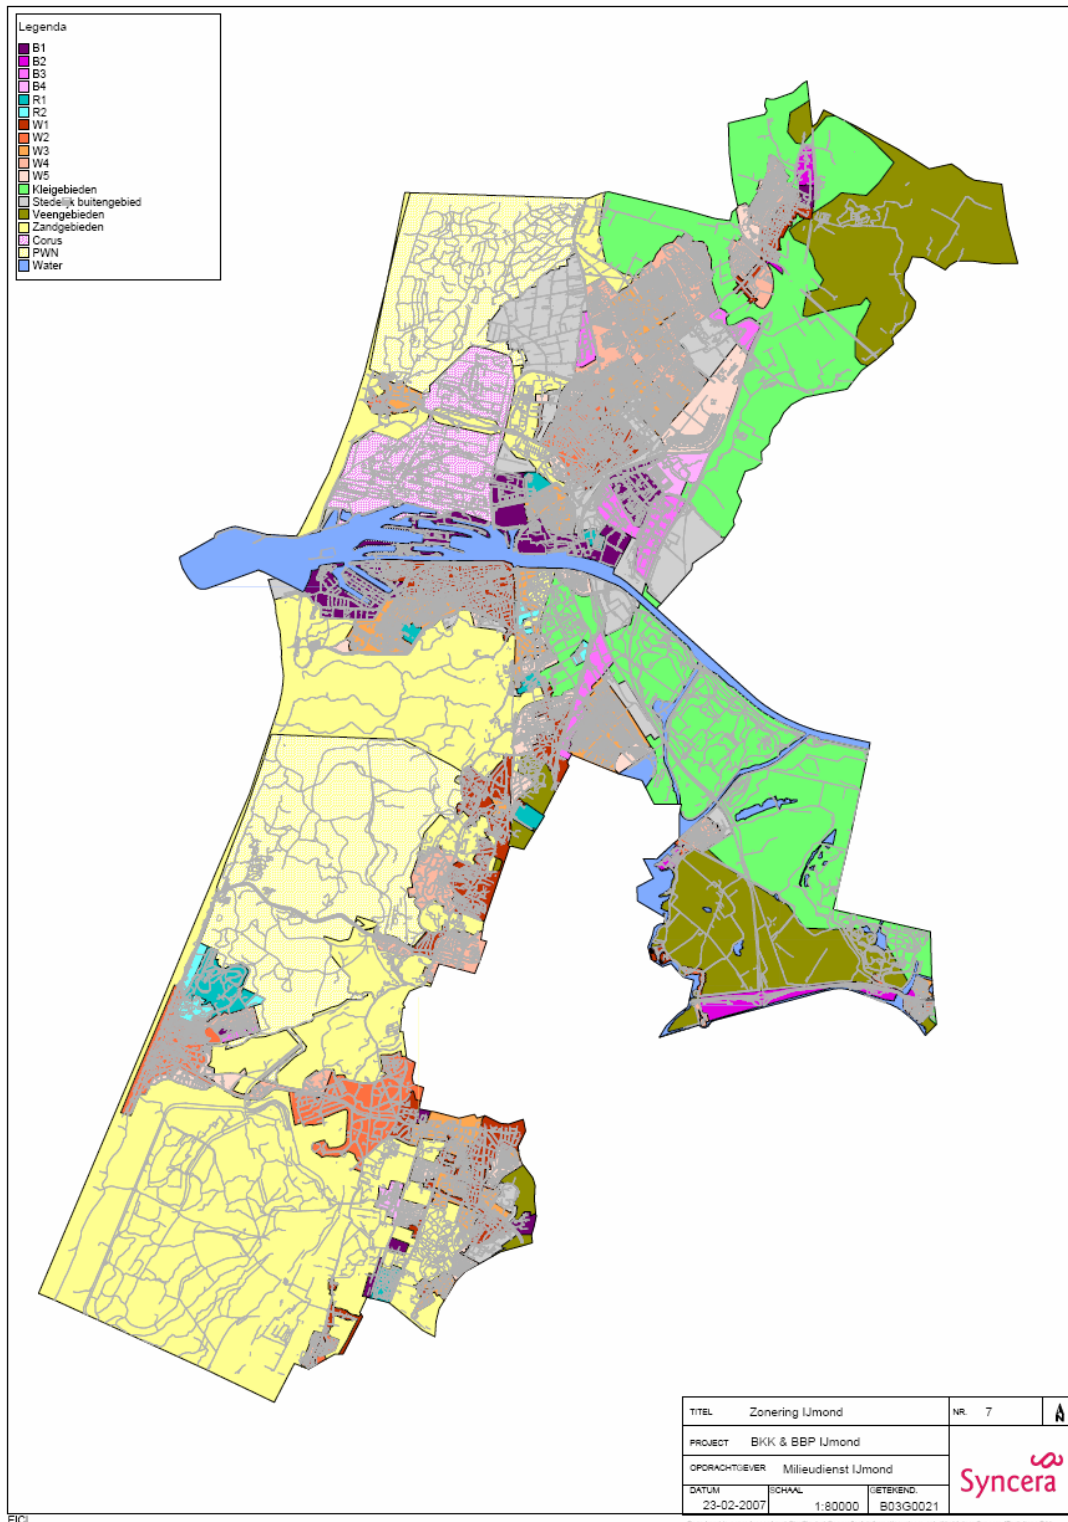 Legenda
B1
B2
B3
B4
R1
R2
W1
W2
W3
W4
W5
Kleigebieden
Stedelijk buitengebied
Veengebieden
Zandgebieden
Corus
PWN
Water
TITEL Zonering IJmond NR. 7
PROJECT BKK & BBP IJmond
OPDRACHTGEVER Milieudienst IJmond
DATUM SCHAAL GETEKEND.
23-02-2007 1:80000 B03G0021
Syncera